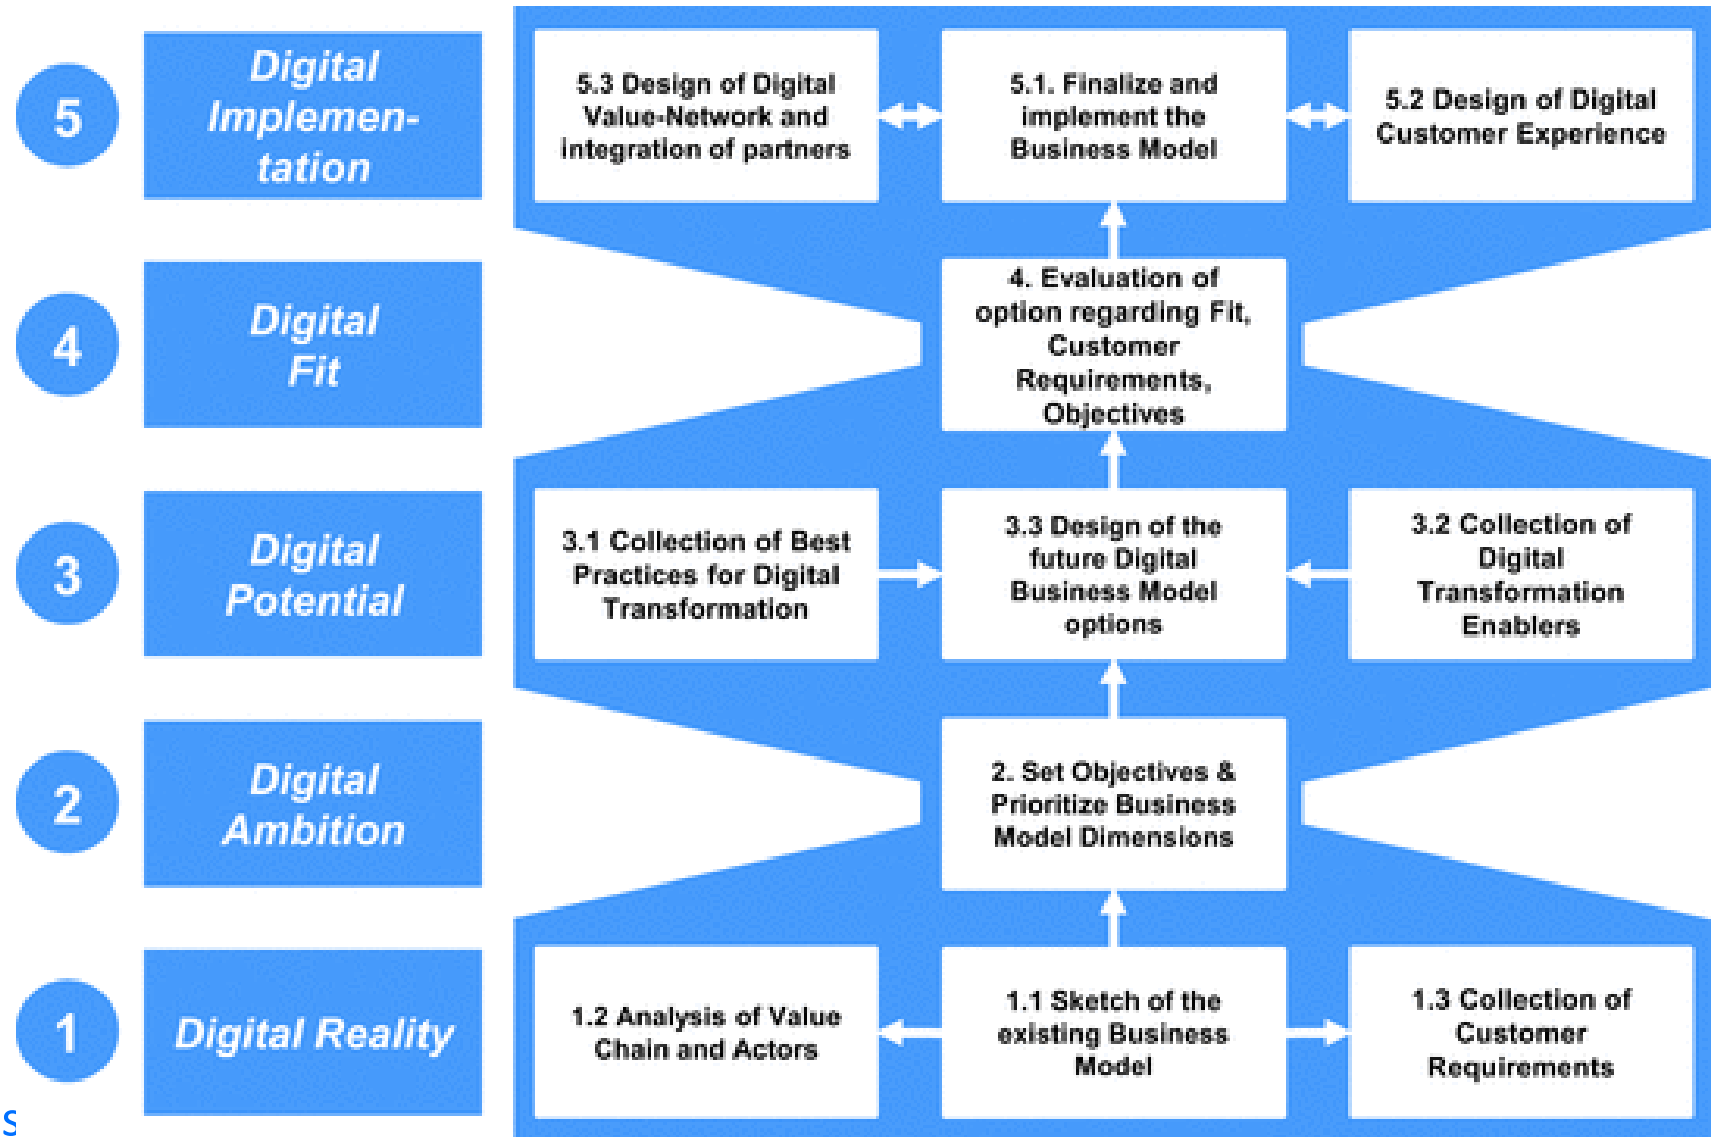 5
Digital
Implemen-
tation
5.3 Design of Digital
Value-Network and
integration of partners
5.1. Finalize and
implement the
Business Model
5.2 Design of Digital
Customer Experience
4
Digital
Fit
4. Evaluation of
option regarding Fit,
Customer
Requirements,
Objectives
3
Digital
Potential
3.1 Collection of Best
Practices for Digital
Transformation
3.3 Design of the
future Digital
Business Model
options
3.2 Collection of
Digital
Transformation
Enablers
2
Digital
Ambition
2. Set Objectives &
Prioritize Business
Model Dimensions
1
Digital Reality
1.2 Analysis of Value
Chain and Actors
1.1 Sketch of the
existing Business
Model
1.3 Collection of
Customer
Requirements
s